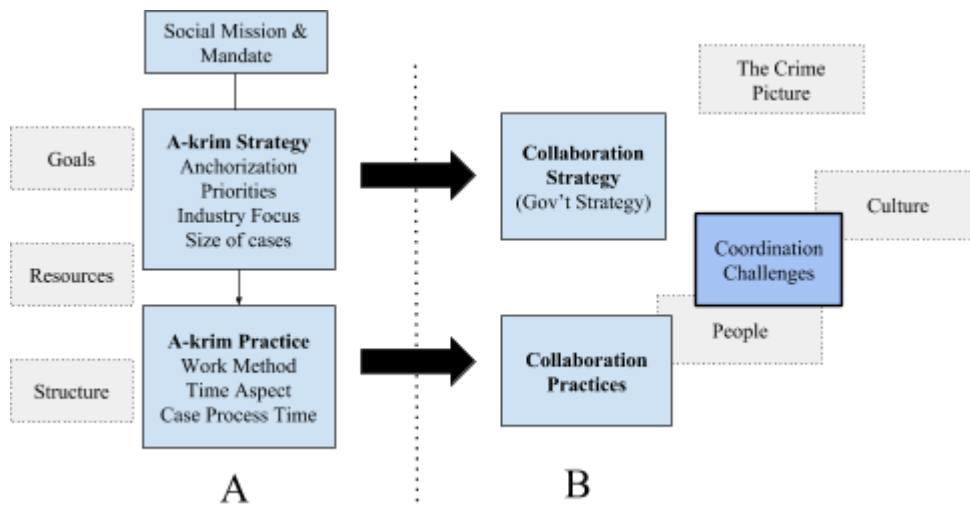 Social Mission &
Mandate
Goals
A-krim Strategy
Anchorization
Priorities
Industry Focus
Size of cases
Resources
A-krim Practice
Work Method
Time Aspect
Case Process Time
Structure
A
The Crime
Picture
Collaboration
Strategy
(Gov't Strategy)
Culture
Coordination
Challenges
People
Collaboration
Practices
B